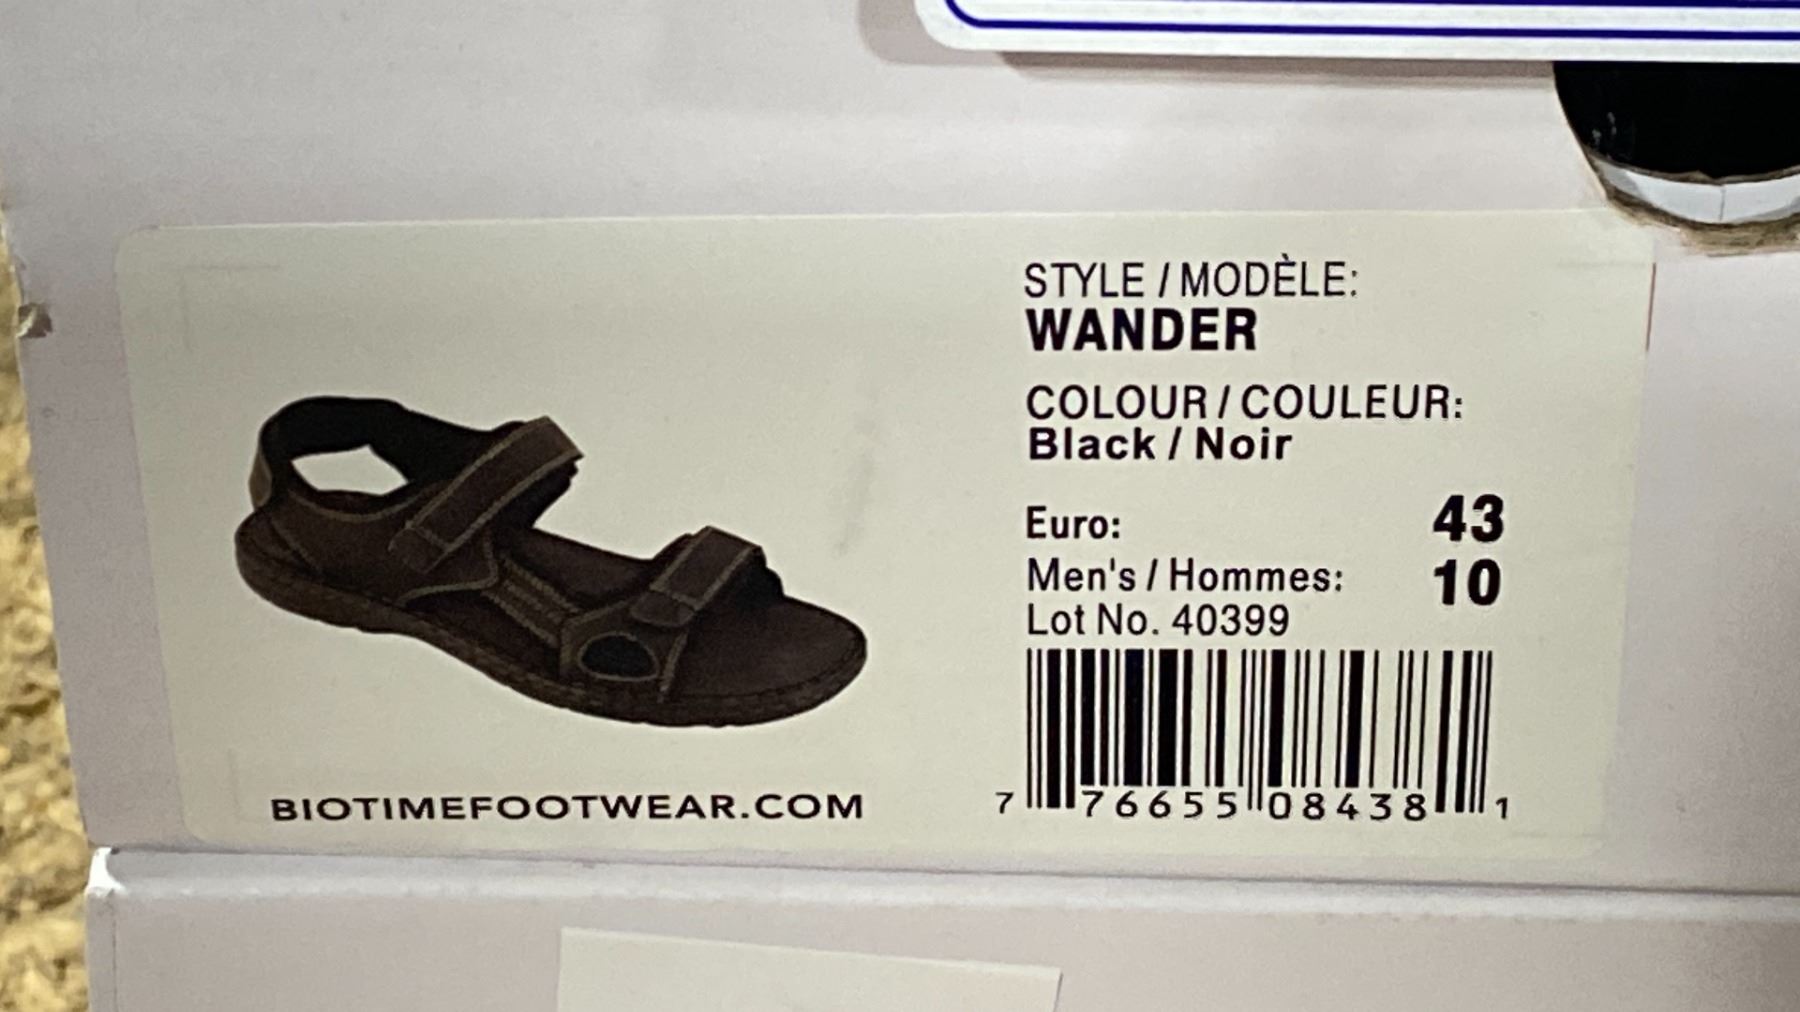 STYLE / MODÈLE:
WANDER
COLOUR / COULEUR:
Black / Noir
Euro: 43
Men's / Hommes: 10
Lot No. 40399
7 76655 08438 1
BIOTIMEFOOTWEAR.COM